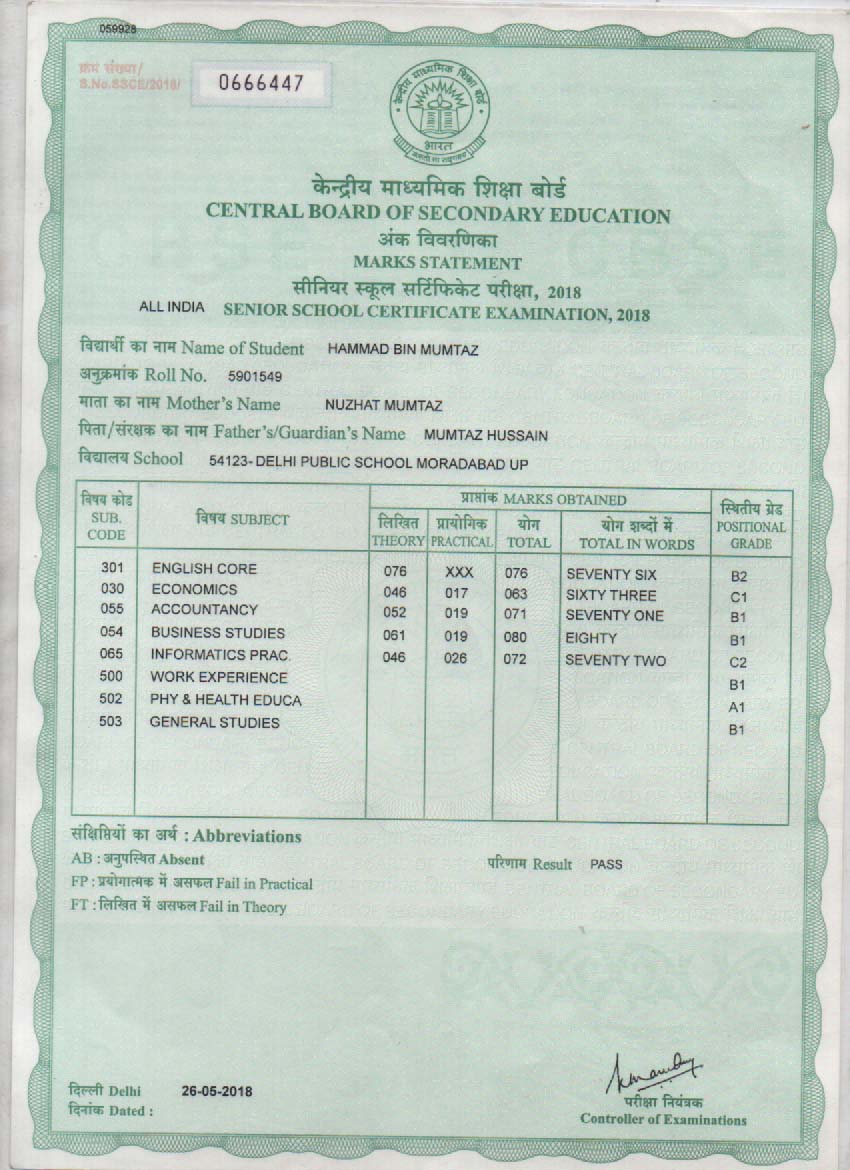 059928
क्रम संख्या/
S.No.SSCE/2018/ 0666447
केन्द्रीय माध्यमिक शिक्षा बोर्ड
भारत
केन्द्रीय माध्यमिक शिक्षा बोर्ड
CENTRAL BOARD OF SECONDARY EDUCATION
अंक विवरणिका
MARKS STATEMENT
सीनियर स्कूल सर्टिफिकेट परीक्षा, 2018
ALL INDIA SENIOR SCHOOL CERTIFICATE EXAMINATION, 2018
विद्यार्थी का नाम Name of Student HAMMAD BIN MUMTAZ
अनुक्रमांक Roll No. 5901549
माता का नाम Mother's Name NUZHAT MUMTAZ
पिता/संरक्षक का नाम Father's/Guardian's Name MUMTAZ HUSSAIN
विद्यालय School 54123- DELHI PUBLIC SCHOOL MORADABAD UP
विषय कोड SUB. CODE
विषय SUBJECT
प्राप्तांक MARKS OBTAINED
लिखित THEORY
प्रायोगिक PRACTICAL
योग TOTAL
योग शब्दों में TOTAL IN WORDS
स्थितीय ग्रेड POSITIONAL GRADE
301 ENGLISH CORE 076 XXX 076 SEVENTY SIX B2
030 ECONOMICS 046 017 063 SIXTY THREE C1
055 ACCOUNTANCY 052 019 071 SEVENTY ONE B1
054 BUSINESS STUDIES 061 019 080 EIGHTY B1
065 INFORMATICS PRAC. 046 026 072 SEVENTY TWO C2
500 WORK EXPERIENCE B1
502 PHY & HEALTH EDUCA A1
503 GENERAL STUDIES B1
संक्षिप्तियों का अर्थ : Abbreviations
AB : अनुपस्थित Absent परिणाम Result PASS
FP : प्रयोगात्मक में असफल Fail in Practical
FT : लिखित में असफल Fail in Theory
दिल्ली Delhi 26-05-2018
दिनांक Dated :
परीक्षा नियंत्रक
Controller of Examinations